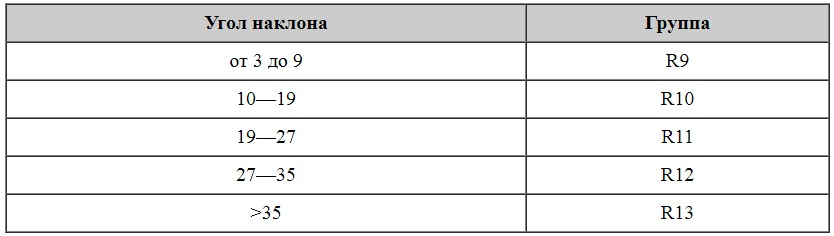 Угол наклона Группа
от 3 до 9 R9
10—19 R10
19—27 R11
27—35 R12
>35 R13